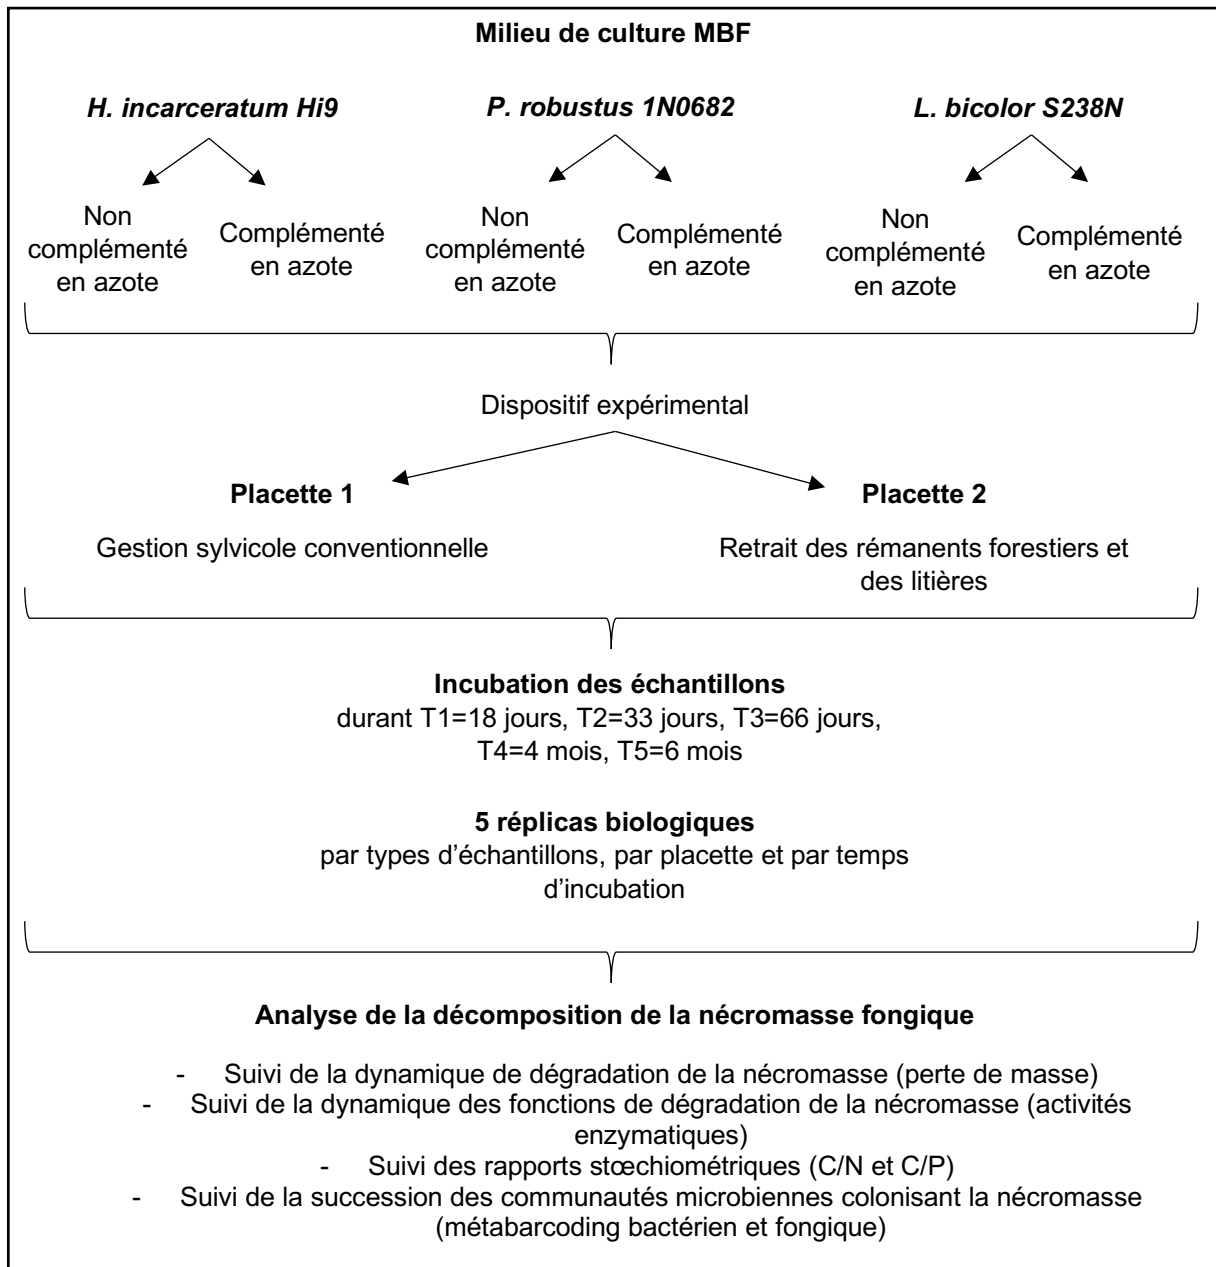 Milieu de culture MBF
H. incarceratum Hi9
P. robustus 1N0682
L. bicolor S238N
Non
complémenté
en azote
Complémenté
en azote
Non
complémenté
en azote
Complémenté
en azote
Non
complémenté
en azote
Complémenté
en azote
Dispositif expérimental
Placette 1
Gestion sylvicole conventionnelle
Placette 2
Retrait des rémanents forestiers et
des litières
Incubation des échantillons
durant T1=18 jours, T2=33 jours, T3=66 jours,
T4=4 mois, T5=6 mois
5 réplicas biologiques
par types d'échantillons, par placette et par temps
d'incubation
Analyse de la décomposition de la nécromasse fongique
- Suivi de la dynamique de dégradation de la nécromasse (perte de masse)
- Suivi de la dynamique des fonctions de dégradation de la nécromasse (activités
enzymatiques)
- Suivi des rapports stœchiométriques (C/N et C/P)
- Suivi de la succession des communautés microbiennes colonisant la nécromasse
(métabarcoding bactérien et fongique)